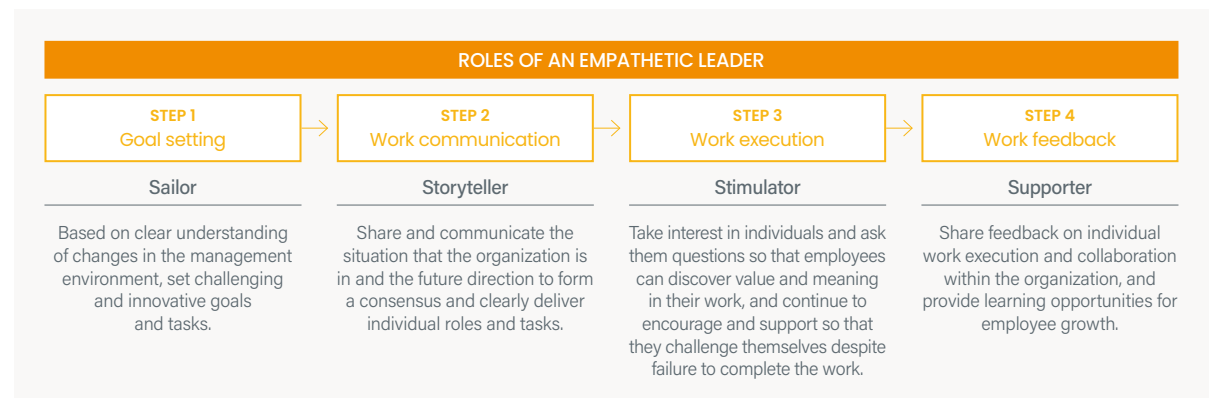 ROLES OF AN EMPATHETIC LEADER
STEP 1
Goal setting
Sailor
Based on clear understanding
of changes in the management
environment, set challenging
and innovative goals
and tasks.
STEP 2
Work communication
Storyteller
Share and communicate the
situation that the organization is
in and the future direction to form
a consensus and clearly deliver
individual roles and tasks.
STEP 3
Work execution
Stimulator
Take interest in individuals and ask
them questions so that employees
can discover value and meaning
in their work, and continue to
encourage and support so that
they challenge themselves despite
failure to complete the work.
STEP 4
Work feedback
Supporter
Share feedback on individual
work execution and collaboration
within the organization, and
provide learning opportunities for
employee growth.